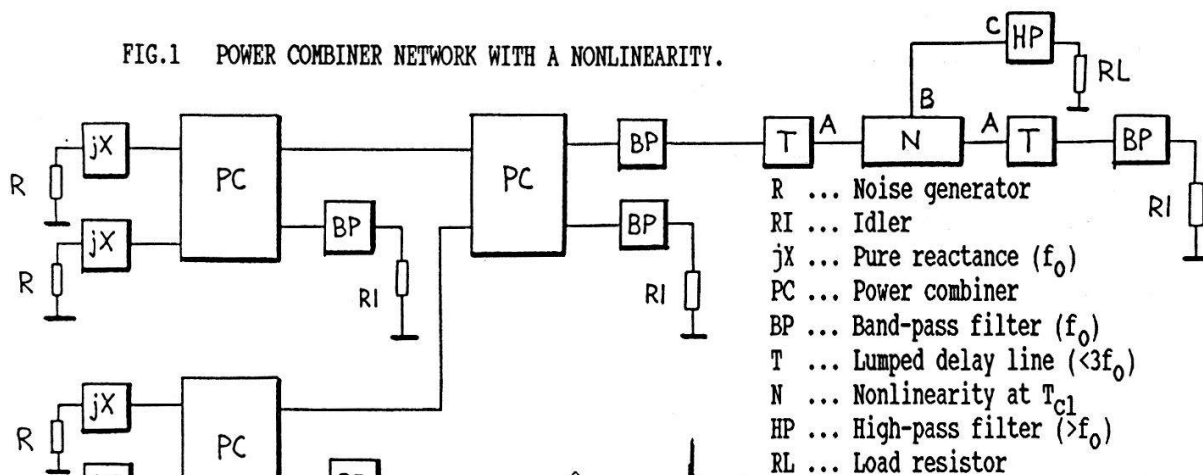 FIG.1 POWER COMBINER NETWORK WITH A NONLINEARITY.
C HP
RL
B
jX PC PC BP T A N A T BP
R
R ... Noise generator
jX BP BP RI ... Idler
RI
R RI RI jX ... Pure reactance (f₀)
PC ... Power combiner
BP ... Band-pass filter (f₀)
T ... Lumped delay line (<3f₀)
jX PC N ... Nonlinearity at T_Cl
R HP ... High-pass filter (>f₀)
RL ... Load resistor